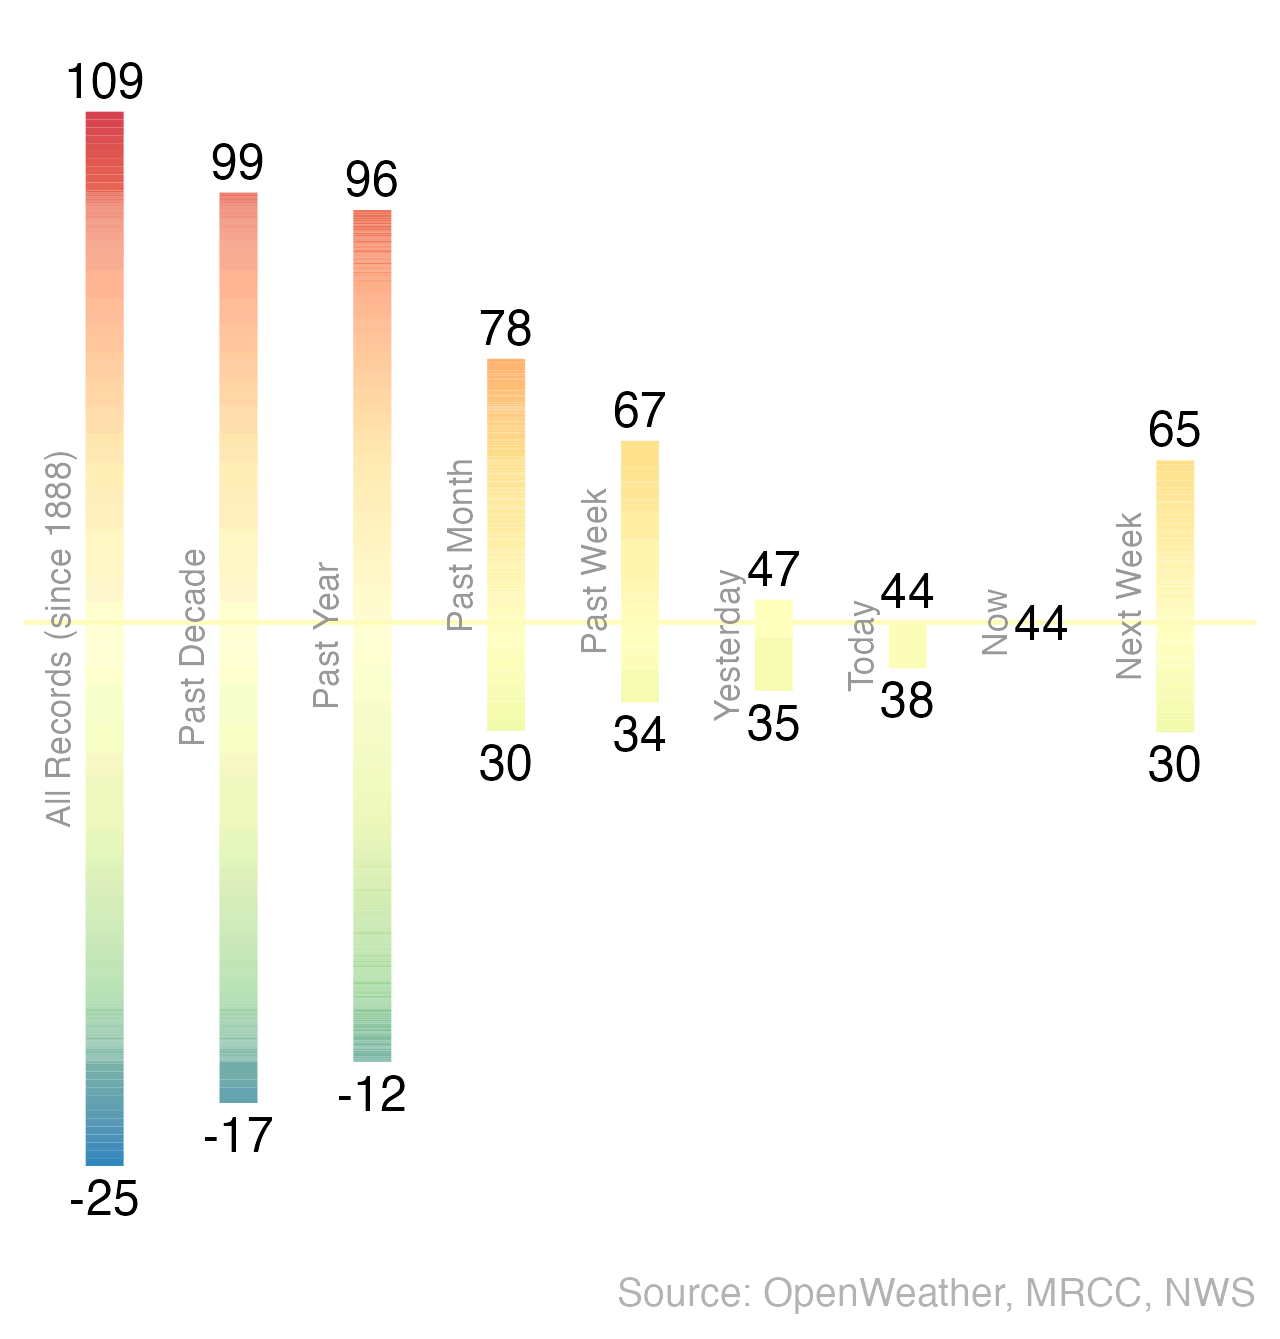 109
All Records (since 1888)
-25
99
Past Decade
-17
96
Past Year
-12
78
Past Month
30
67
Past Week
34
47
Yesterday
35
44
Today
38
Now
44
65
Next Week
30
Source: OpenWeather, MRCC, NWS